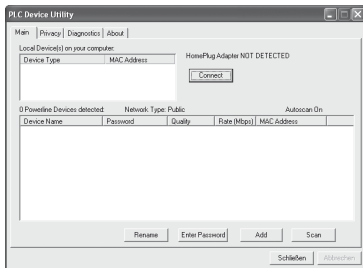 PLC Device Utility
Main Privacy Diagnostics About
Local Device(s) on your computer.
Device Type MAC Address
HomePlug Adapter NOT DETECTED
Connect
0 Powerline Devices detected: Network Type: Public Autoscan On
Device Name Password Quality Rate (Mbps) MAC Address
Rename Enter Password Add Scan
Schließen Abbrechen